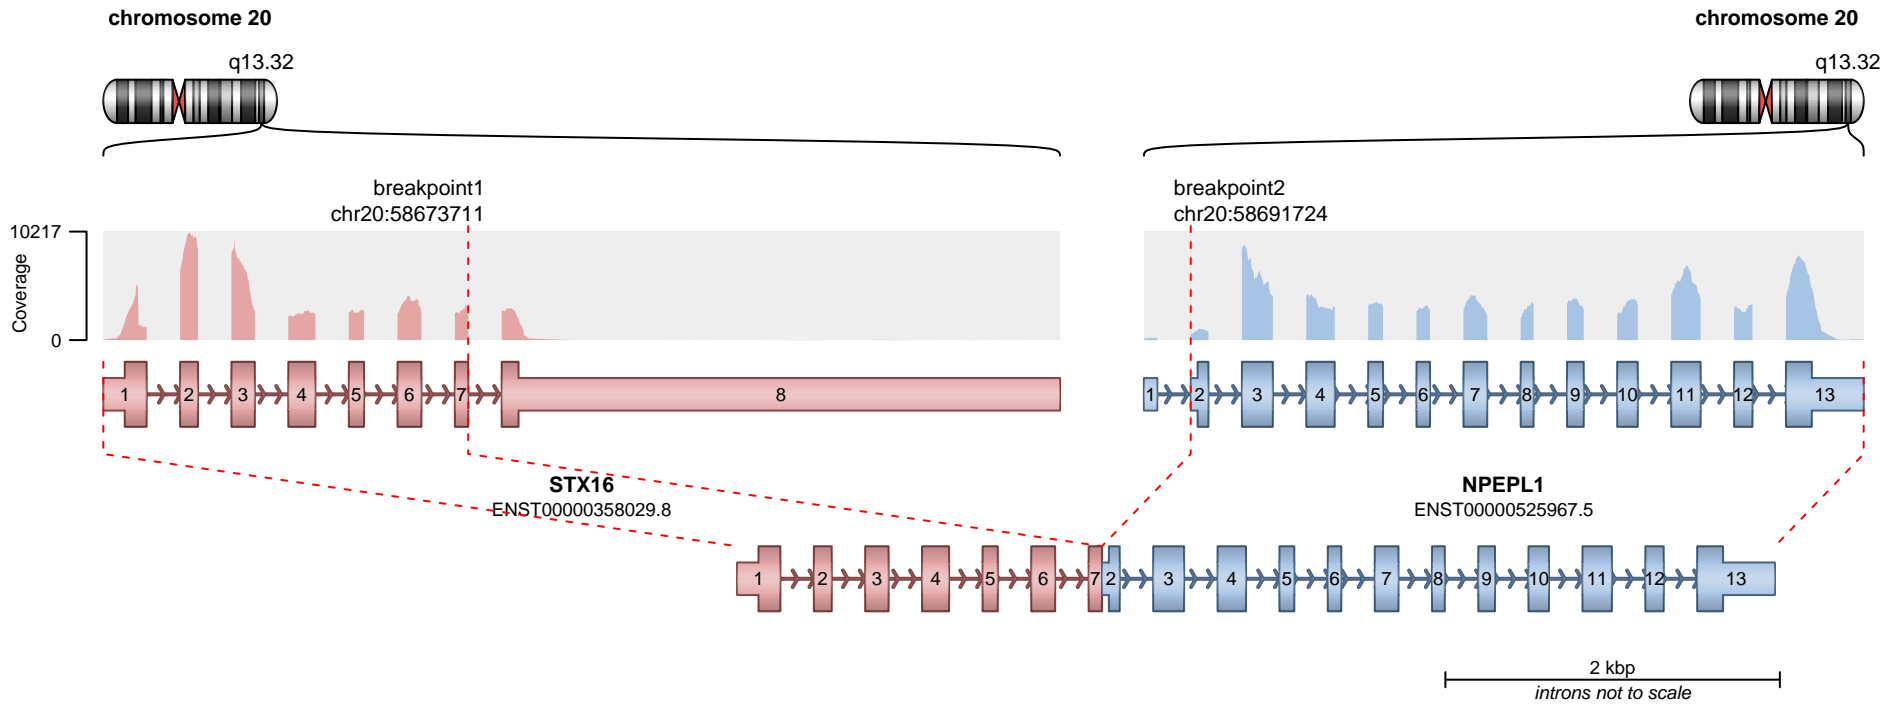 chromosome 20
chromosome 20
q13.32
q13.32
breakpoint1
chr20:58673711
breakpoint2
chr20:58691724
10217
Coverage
0
1 2 3 4 5 6 7 8
1 2 3 4 5 6 7 8 9 10 11 12 13
STX16
ENST00000358029.8
NPEPL1
ENST00000525967.5
1 2 3 4 5 6 7 2 3 4 5 6 7 8 9 10 11 12 13
2 kbp
introns not to scale